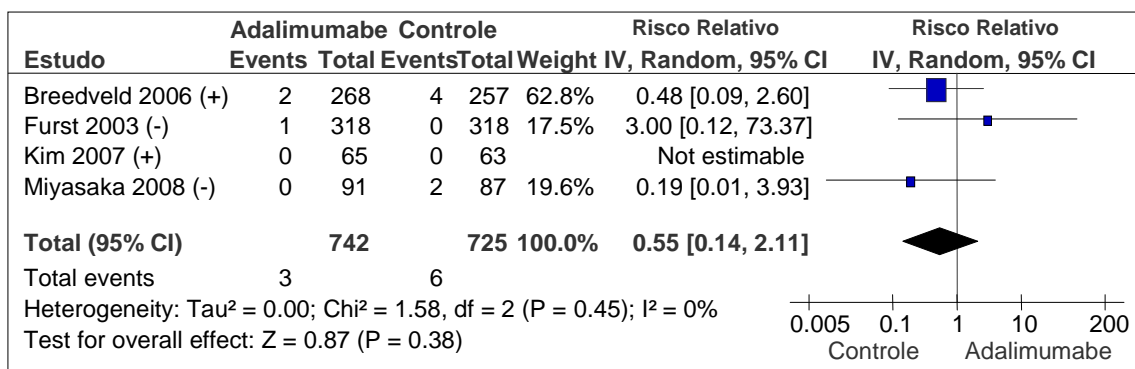 Adalimumabe Controle Risco Relativo Risco Relativo
Estudo Events Total Events Total Weight IV, Random, 95% CI IV, Random, 95% CI
Breedveld 2006 (+) 2 268 4 257 62.8% 0.48 [0.09, 2.60]
Furst 2003 (-) 1 318 0 318 17.5% 3.00 [0.12, 73.37]
Kim 2007 (+) 0 65 0 63 Not estimable
Miyasaka 2008 (-) 0 91 2 87 19.6% 0.19 [0.01, 3.93]
Total (95% CI) 742 725 100.0% 0.55 [0.14, 2.11]
Total events 3 6
Heterogeneity: Tau² = 0.00; Chi² = 1.58, df = 2 (P = 0.45); I² = 0%
Test for overall effect: Z = 0.87 (P = 0.38)
0.005 0.1 1 10 200
Controle Adalimumabe